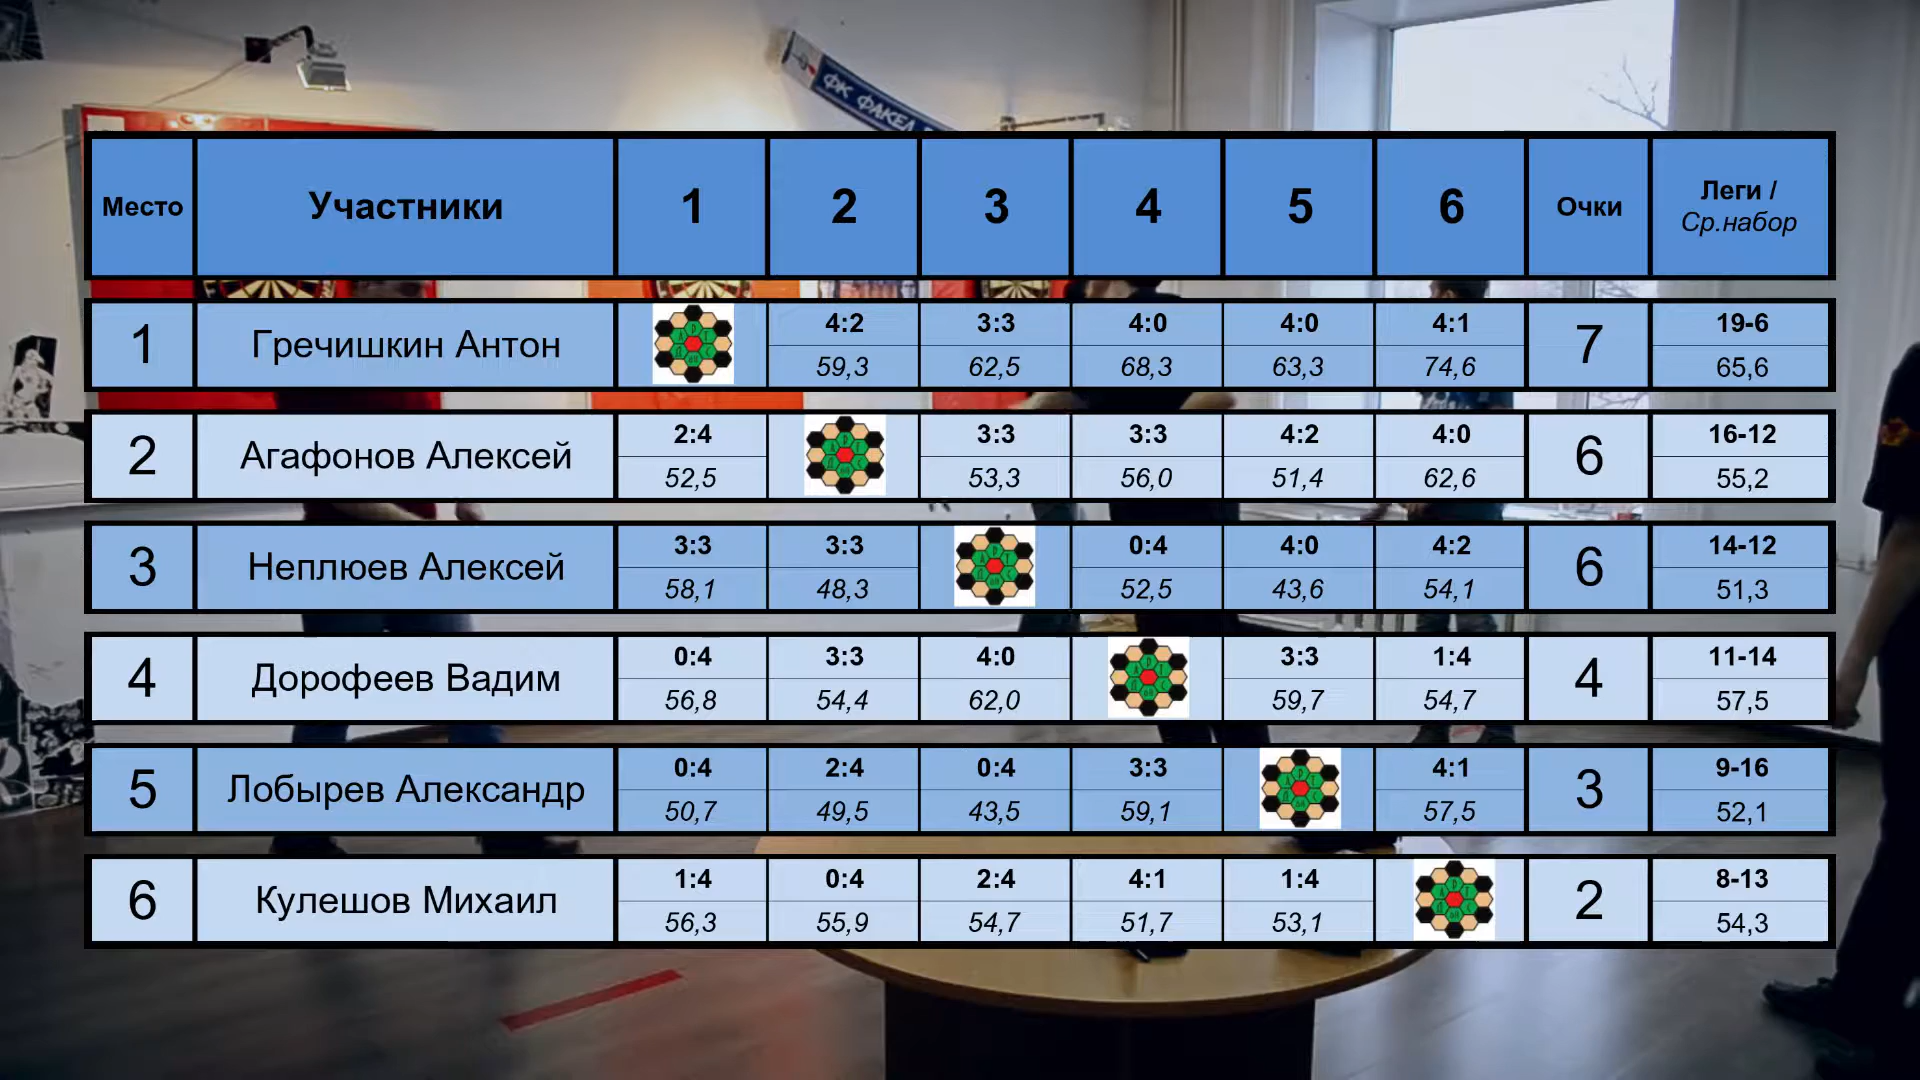 ФК ФАКЕЛ
Место Участники 1 2 3 4 5 6 Очки Леги /
Ср.набор
1 Гречишкин Антон 4:2 3:3 4:0 4:0 4:1 7 19-6
59,3 62,5 68,3 63,3 74,6 65,6
2 Агафонов Алексей 2:4 3:3 3:3 4:2 4:0 6 16-12
52,5 53,3 56,0 51,4 62,6 55,2
3 Неплюев Алексей 3:3 3:3 0:4 4:0 4:2 6 14-12
58,1 48,3 52,5 43,6 54,1 51,3
4 Дорофеев Вадим 0:4 3:3 4:0 3:3 1:4 4 11-14
56,8 54,4 62,0 59,7 54,7 57,5
5 Лобырев Александр 0:4 2:4 0:4 3:3 4:1 3 9-16
50,7 49,5 43,5 59,1 57,5 52,1
6 Кулешов Михаил 1:4 0:4 2:4 4:1 1:4 2 8-13
56,3 55,9 54,7 51,7 53,1 54,3